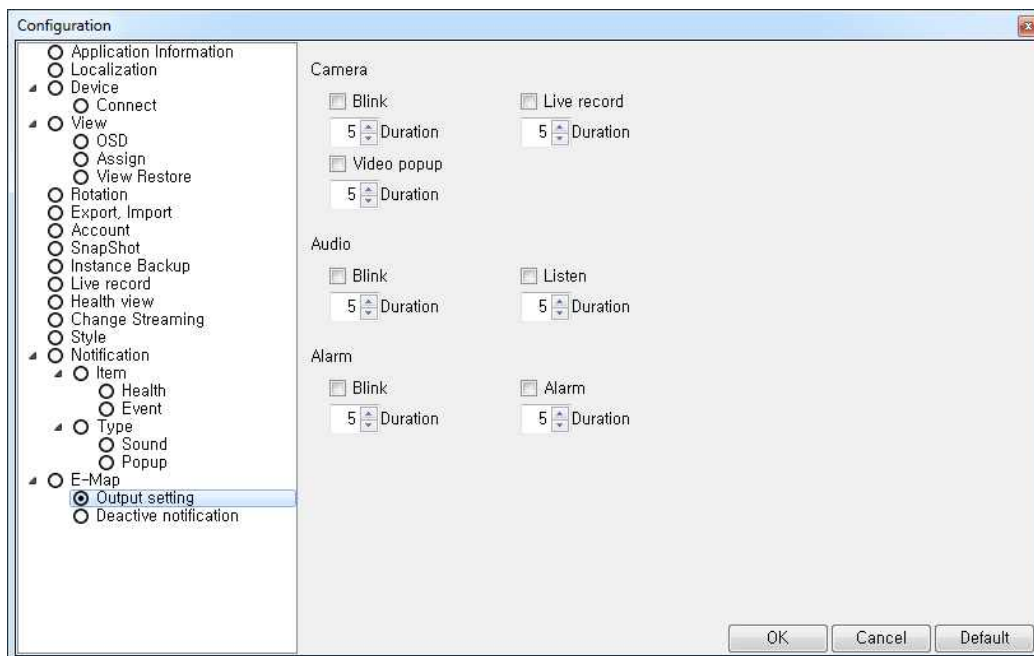 Configuration
Application Information
Localization
Device
Connect
View
OSD
Assign
View Restore
Rotation
Export, Import
Account
SnapShot
Instance Backup
Live record
Health view
Change Streaming
Style
Notification
Item
Health
Event
Type
Sound
Popup
E-Map
Output setting
Deactive notification
Camera
Blink
Live record
5 Duration
5 Duration
Video popup
5 Duration
Audio
Blink
Listen
5 Duration
5 Duration
Alarm
Blink
Alarm
5 Duration
5 Duration
OK
Cancel
Default